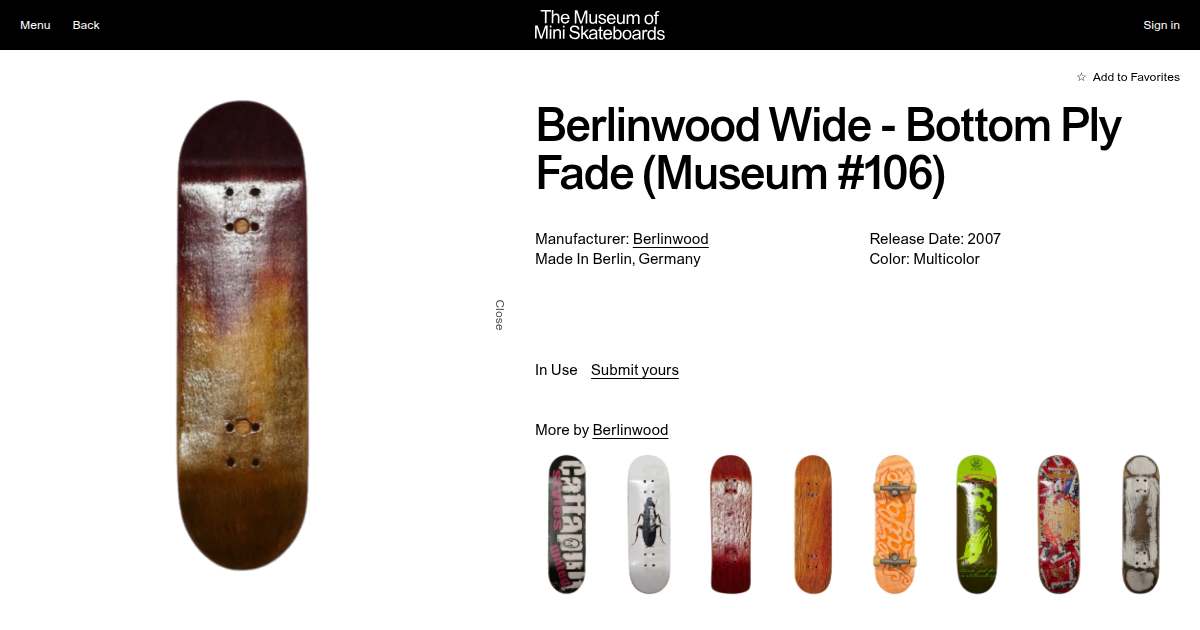 Menu
Back
The Museum of
Mini Skateboards
Sign in
☆ Add to Favorites
Berlinwood Wide - Bottom Ply
Fade (Museum #106)
Manufacturer: Berlinwood
Made In Berlin, Germany
Release Date: 2007
Color: Multicolor
Close
In Use
Submit yours
More by Berlinwood